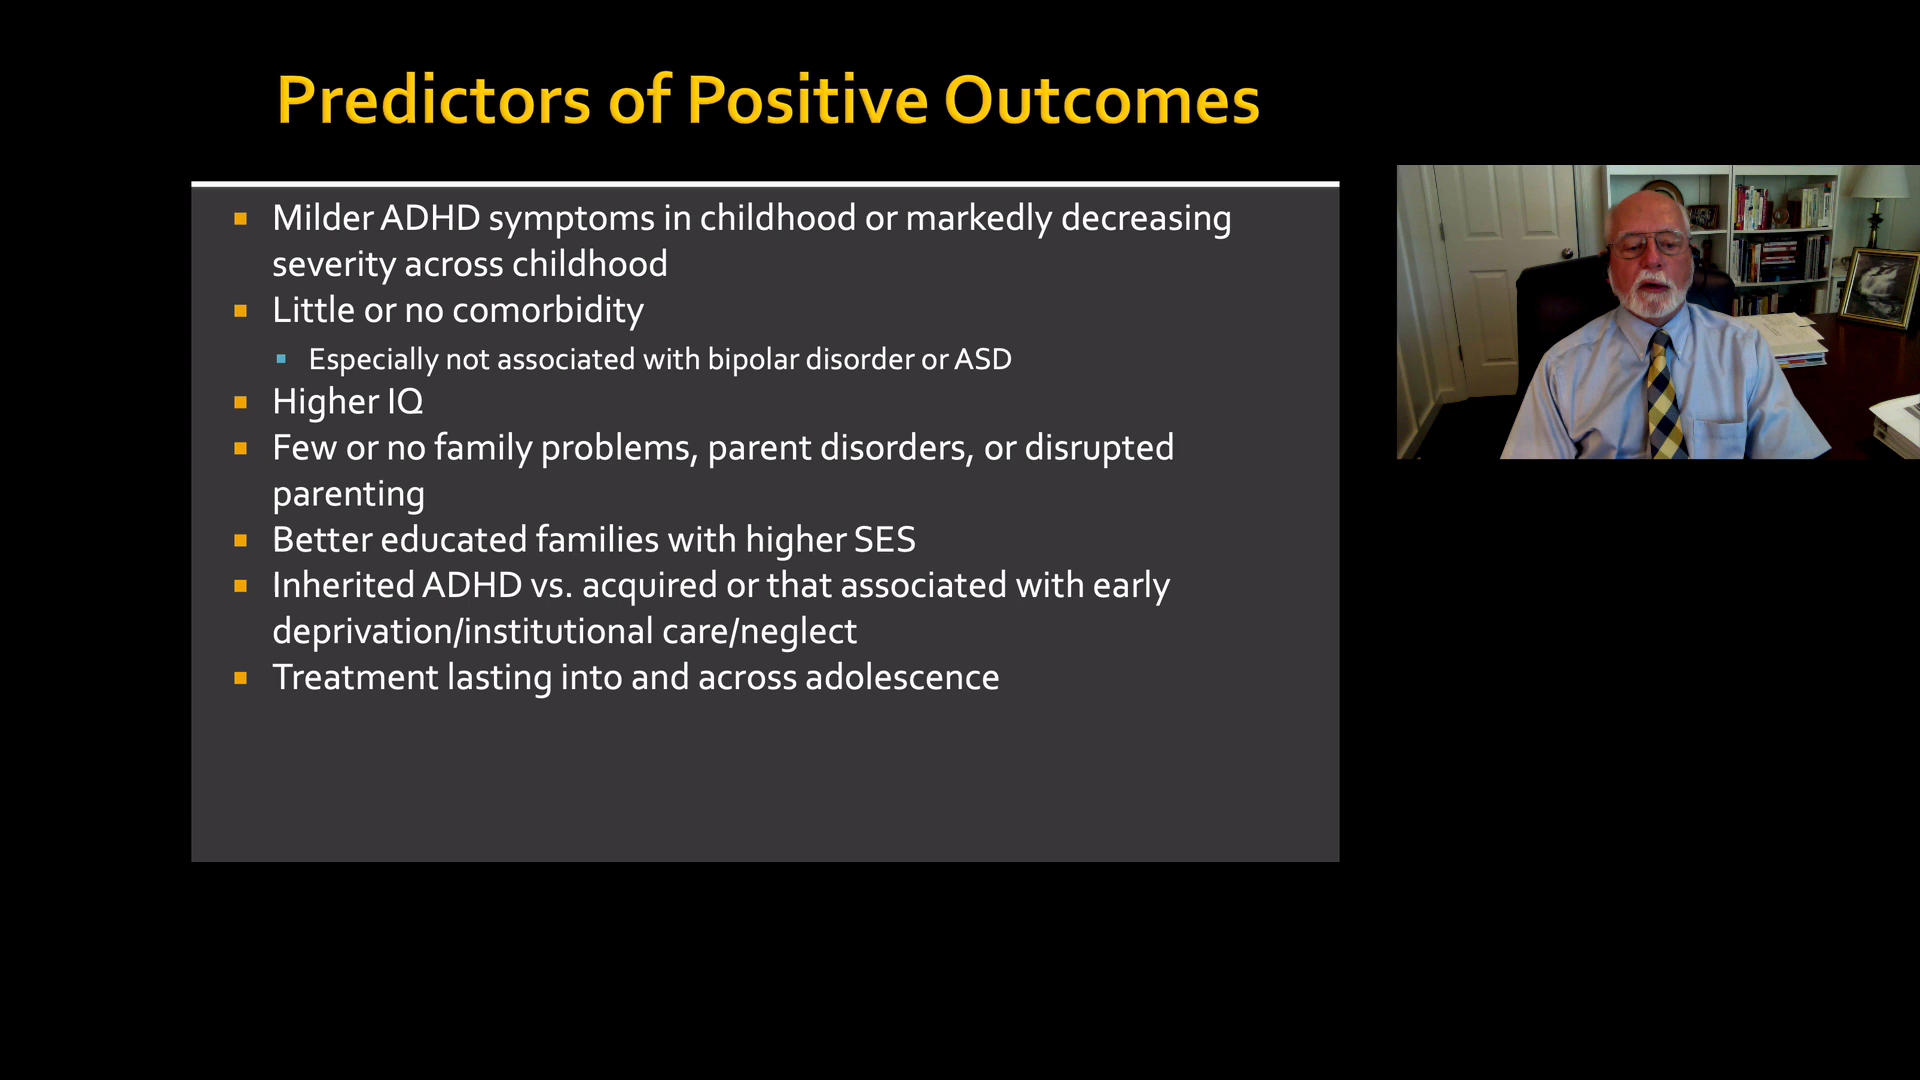 Predictors of Positive Outcomes
Milder ADHD symptoms in childhood or markedly decreasing
severity across childhood
Little or no comorbidity
Especially not associated with bipolar disorder or ASD
Higher IQ
Few or no family problems, parent disorders, or disrupted
parenting
Better educated families with higher SES
Inherited ADHD vs. acquired or that associated with early
deprivation/institutional care/neglect
Treatment lasting into and across adolescence